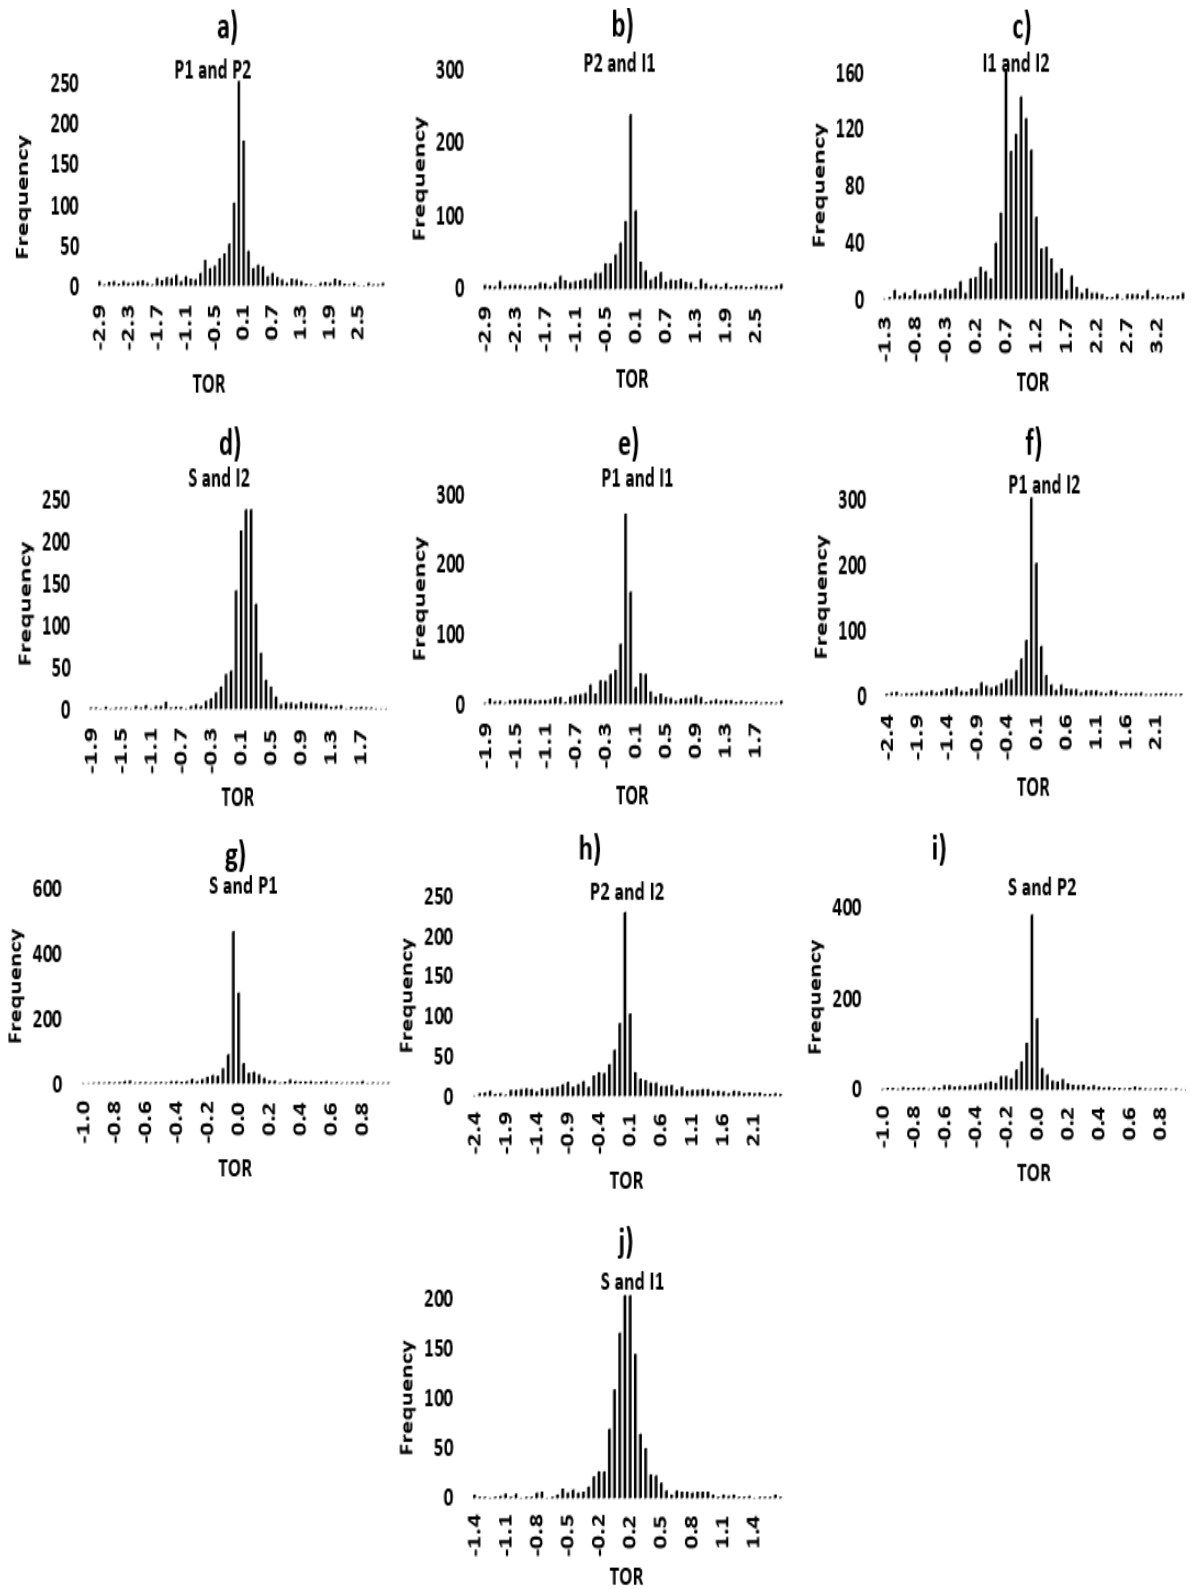 a)
P1 and P2
250
200
150
100
50
0
Frequency
-2.9 -2.3 -1.7 -1.1 -0.5 0.1 0.7 1.3 1.9 2.5
TOR
b)
P2 and I1
300
200
100
0
Frequency
-2.9 -2.3 -1.7 -1.1 -0.5 0.1 0.7 1.3 1.9 2.5
TOR
c)
I1 and I2
160
120
80
40
0
Frequency
-1.3 -0.8 -0.3 0.2 0.7 1.2 1.7 2.2 2.7 3.2
TOR
d)
S and I2
250
200
150
100
50
0
Frequency
-1.9 -1.5 -1.1 -0.7 -0.3 0.1 0.5 0.9 1.3 1.7
TOR
e)
P1 and I1
300
200
100
0
Frequency
-1.9 -1.5 -1.1 -0.7 -0.3 0.1 0.5 0.9 1.3 1.7
TOR
f)
P1 and I2
300
200
100
0
Frequency
-2.4 -1.9 -1.4 -0.9 -0.4 0.1 0.6 1.1 1.6 2.1
TOR
g)
S and P1
600
400
200
0
Frequency
-1.0 -0.8 -0.6 -0.4 -0.2 0.0 0.2 0.4 0.6 0.8
TOR
h)
P2 and I2
250
200
150
100
50
0
Frequency
-2.4 -1.9 -1.4 -0.9 -0.4 0.1 0.6 1.1 1.6 2.1
TOR
i)
S and P2
400
200
0
Frequency
-1.0 -0.8 -0.6 -0.4 -0.2 0.0 0.2 0.4 0.6 0.8
TOR
j)
S and I1
200
150
100
50
0
Frequency
-1.4 -1.1 -0.8 -0.5 -0.2 0.2 0.5 0.8 1.1 1.4
TOR